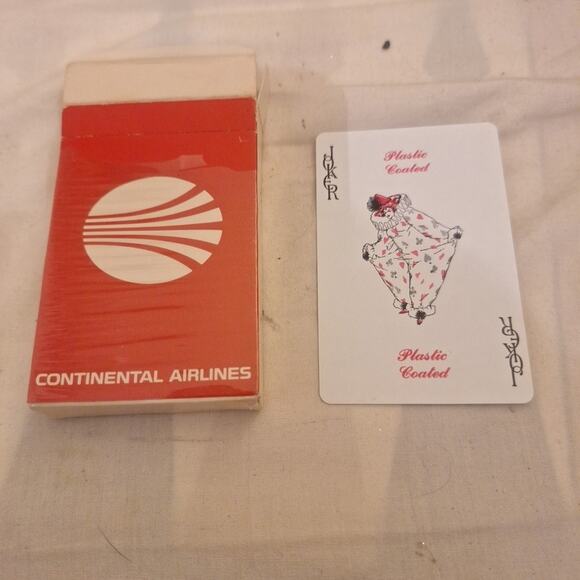 CONTINENTAL AIRLINES
JOKER
Plastic
Coated
Plastic
Coated
JOKER